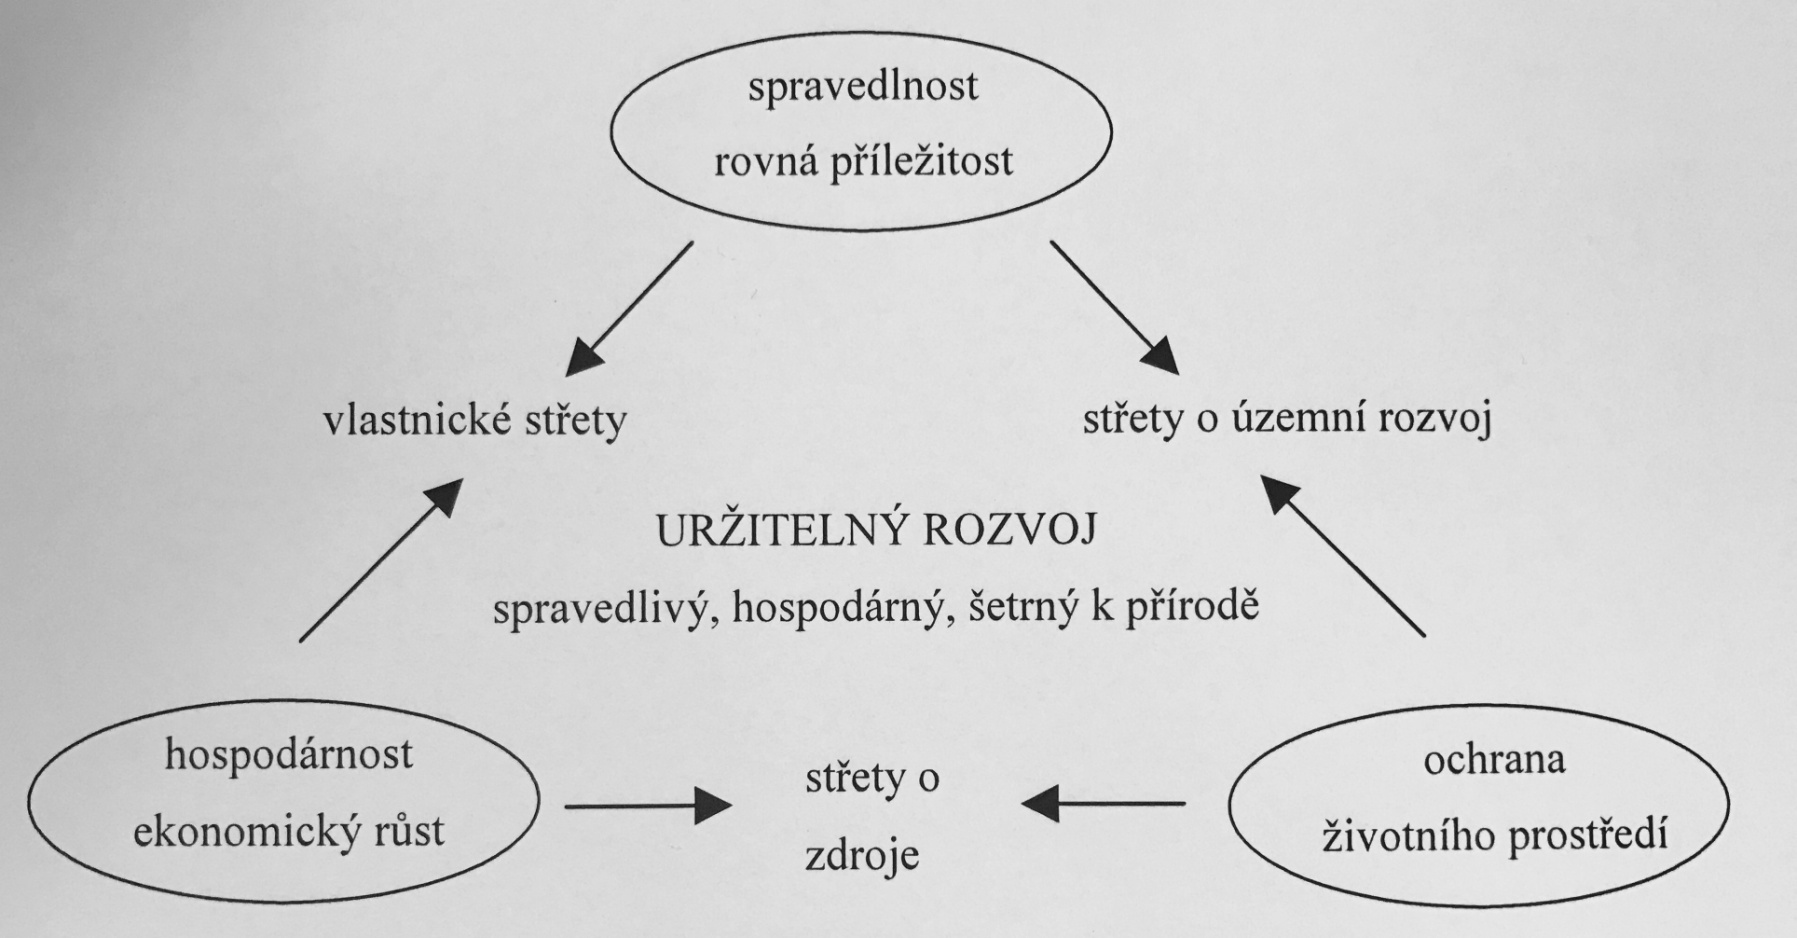 spravedlnost
rovná příležitost
vlastnické střety
střety o územní rozvoj
URŽITELNÝ ROZVOJ
spravedlivý, hospodárný, šetrný k přírodě
hospodárnost
ekonomický růst
střety o
zdroje
ochrana
životního prostředí